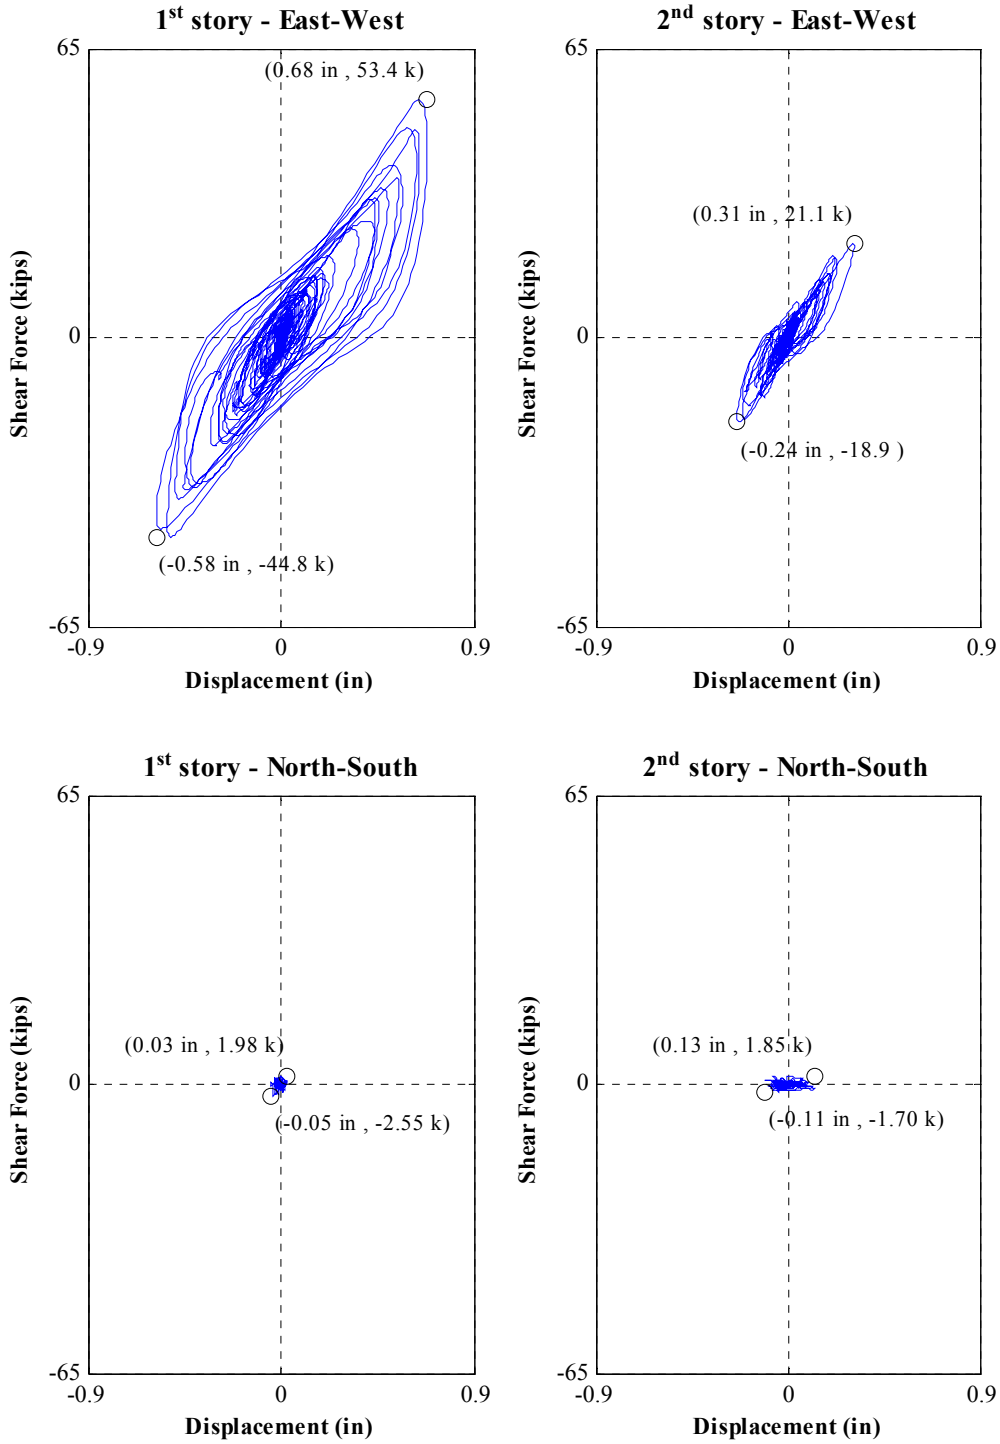 1st story - East-West
65
(0.68 in , 53.4 k)
Shear Force (kips)
0
(-0.58 in , -44.8 k)
-65
-0.9 0 0.9
Displacement (in)
2nd story - East-West
65
(0.31 in , 21.1 k)
Shear Force (kips)
0
(-0.24 in , -18.9 )
-65
-0.9 0 0.9
Displacement (in)
1st story - North-South
65
(0.03 in , 1.98 k)
Shear Force (kips)
0
(-0.05 in , -2.55 k)
-65
-0.9 0 0.9
Displacement (in)
2nd story - North-South
65
(0.13 in , 1.85 k)
Shear Force (kips)
0
(-0.11 in , -1.70 k)
-65
-0.9 0 0.9
Displacement (in)